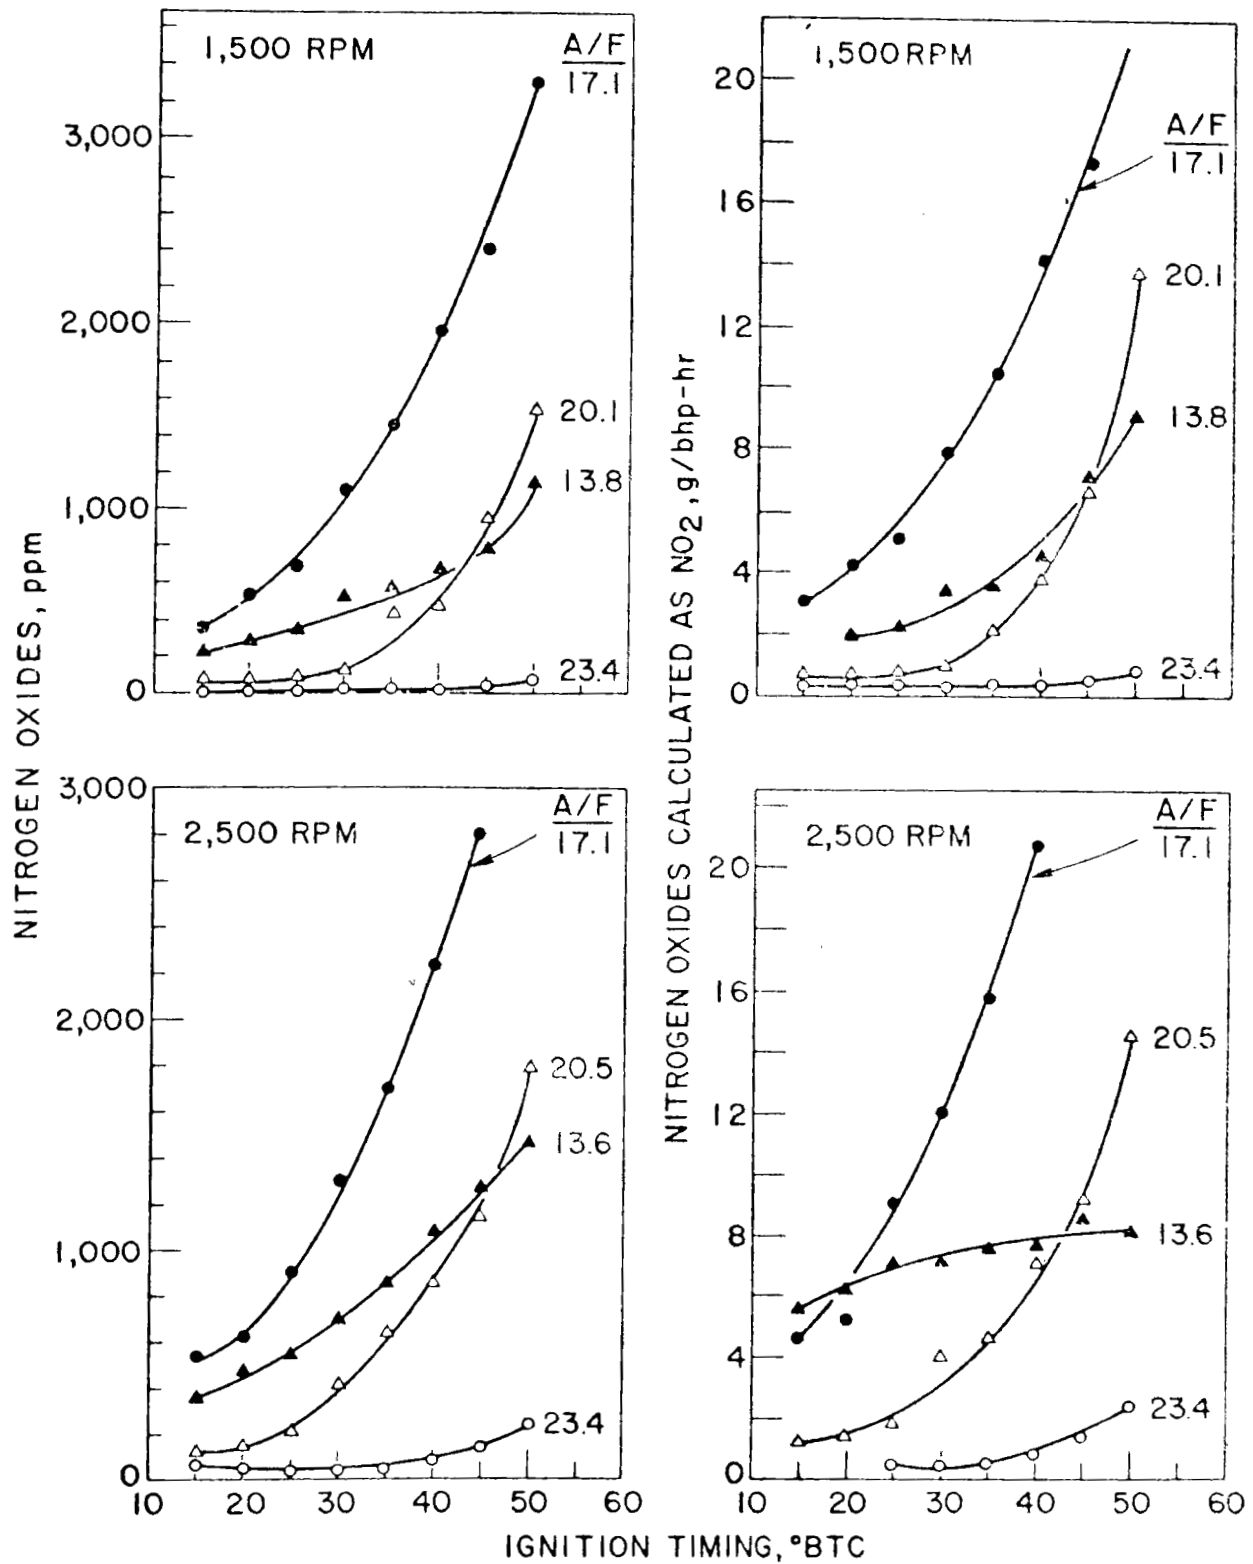 1,500 RPM
A/F
17.1
3,000
2,000
1,000
0
20.1
13.8
23.4
1,500 RPM
A/F
17.1
20
16
12
8
4
0
20.1
13.8
23.4
NITROGEN OXIDES, ppm
NITROGEN OXIDES CALCULATED AS NO2, g/bhp-hr
2,500 RPM
A/F
17.1
3,000
2,000
1,000
0
20.5
13.6
23.4
10 20 30 40 50 60
2,500 RPM
A/F
17.1
20
16
12
8
4
0
20.5
13.6
23.4
10 20 30 40 50 60
IGNITION TIMING, °BTC